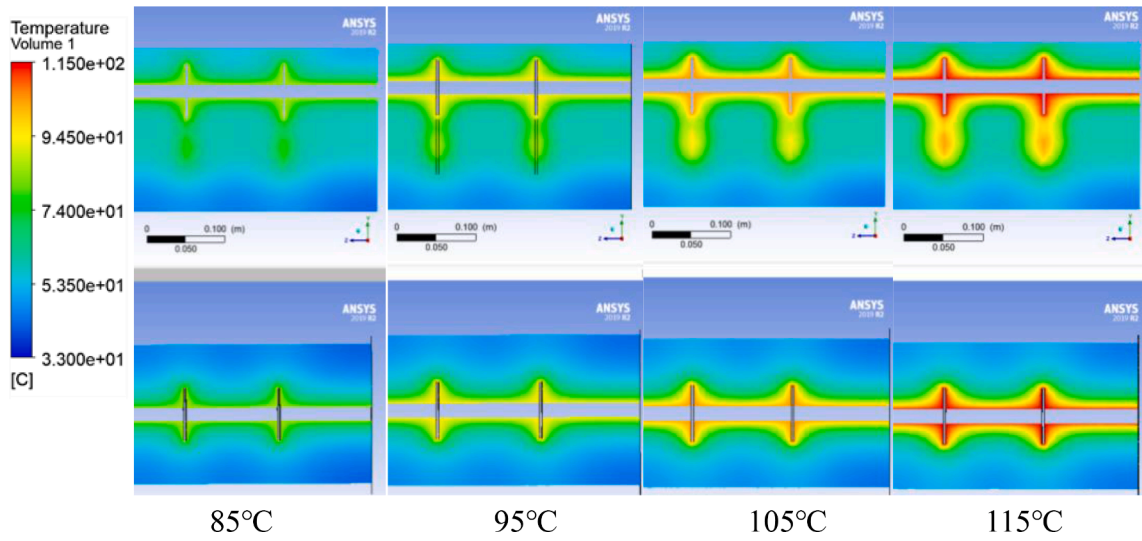 Temperature
Volume 1
1.150e+02
9.450e+01
7.400e+01
5.350e+01
3.300e+01
[C]
ANSYS
2019 R2
0 0.100 (m)
0.050
Y
Z
ANSYS
2019 R2
0 0.100 (m)
0.050
Y
Z
ANSYS
2019 R2
0 0.100 (m)
0.050
Y
Z
ANSYS
2019 R2
0 0.100 (m)
0.050
Y
Z
ANSYS
2019 R2
ANSYS
2019 R2
ANSYS
2019 R2
ANSYS
2019 R2
85℃ 95℃ 105℃ 115℃